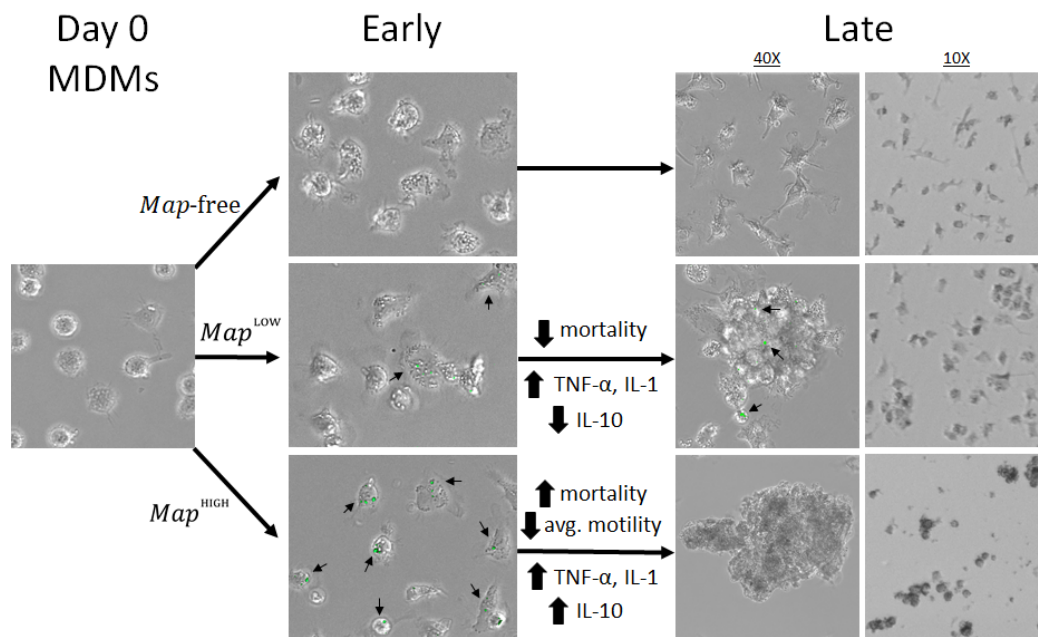 Day 0
MDMs
Early
Late
40X
10X
Map-free
Map^LOW
mortality
TNF-α, IL-1
IL-10
Map^HIGH
mortality
avg. motility
TNF-α, IL-1
IL-10